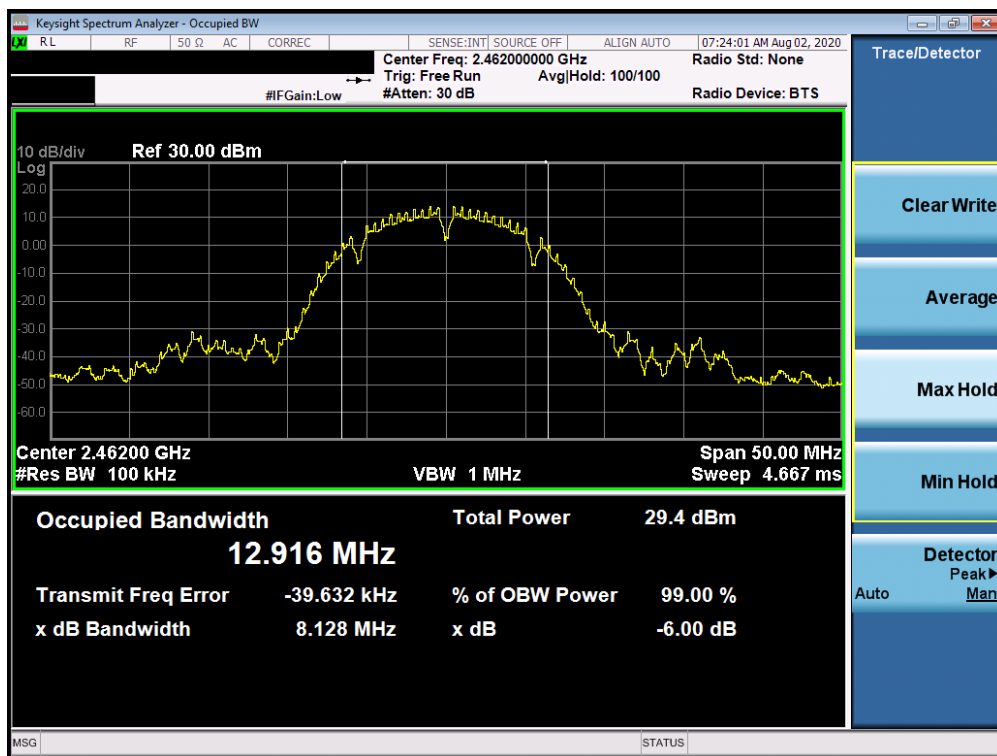 Keysight Spectrum Analyzer - Occupied BW
LXI RL RF 50 Ω AC CORREC SENSE:INT SOURCE OFF ALIGN AUTO 07:24:01 AM Aug 02, 2020
Center Freq: 2.462000000 GHz Radio Std: None
Trig: Free Run Avg|Hold: 100/100
#IFGain:Low #Atten: 30 dB Radio Device: BTS
Trace/Detector
10 dB/div Ref 30.00 dBm
Log
20.0
10.0
0.00
-10.0
-20.0
-30.0
-40.0
-50.0
-60.0
Center 2.46200 GHz Span 50.00 MHz
#Res BW 100 kHz VBW 1 MHz Sweep 4.667 ms
Occupied Bandwidth Total Power 29.4 dBm
12.916 MHz
Transmit Freq Error -39.632 kHz % of OBW Power 99.00 %
x dB Bandwidth 8.128 MHz x dB -6.00 dB
Clear Write
Average
Max Hold
Min Hold
Detector
Peak▶
Auto Man
MSG STATUS